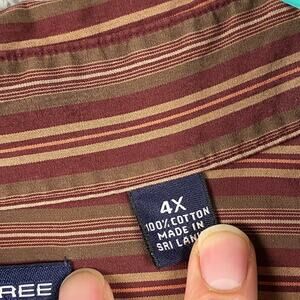 4X
100% COTTON
MADE IN
SRI LAN
REE